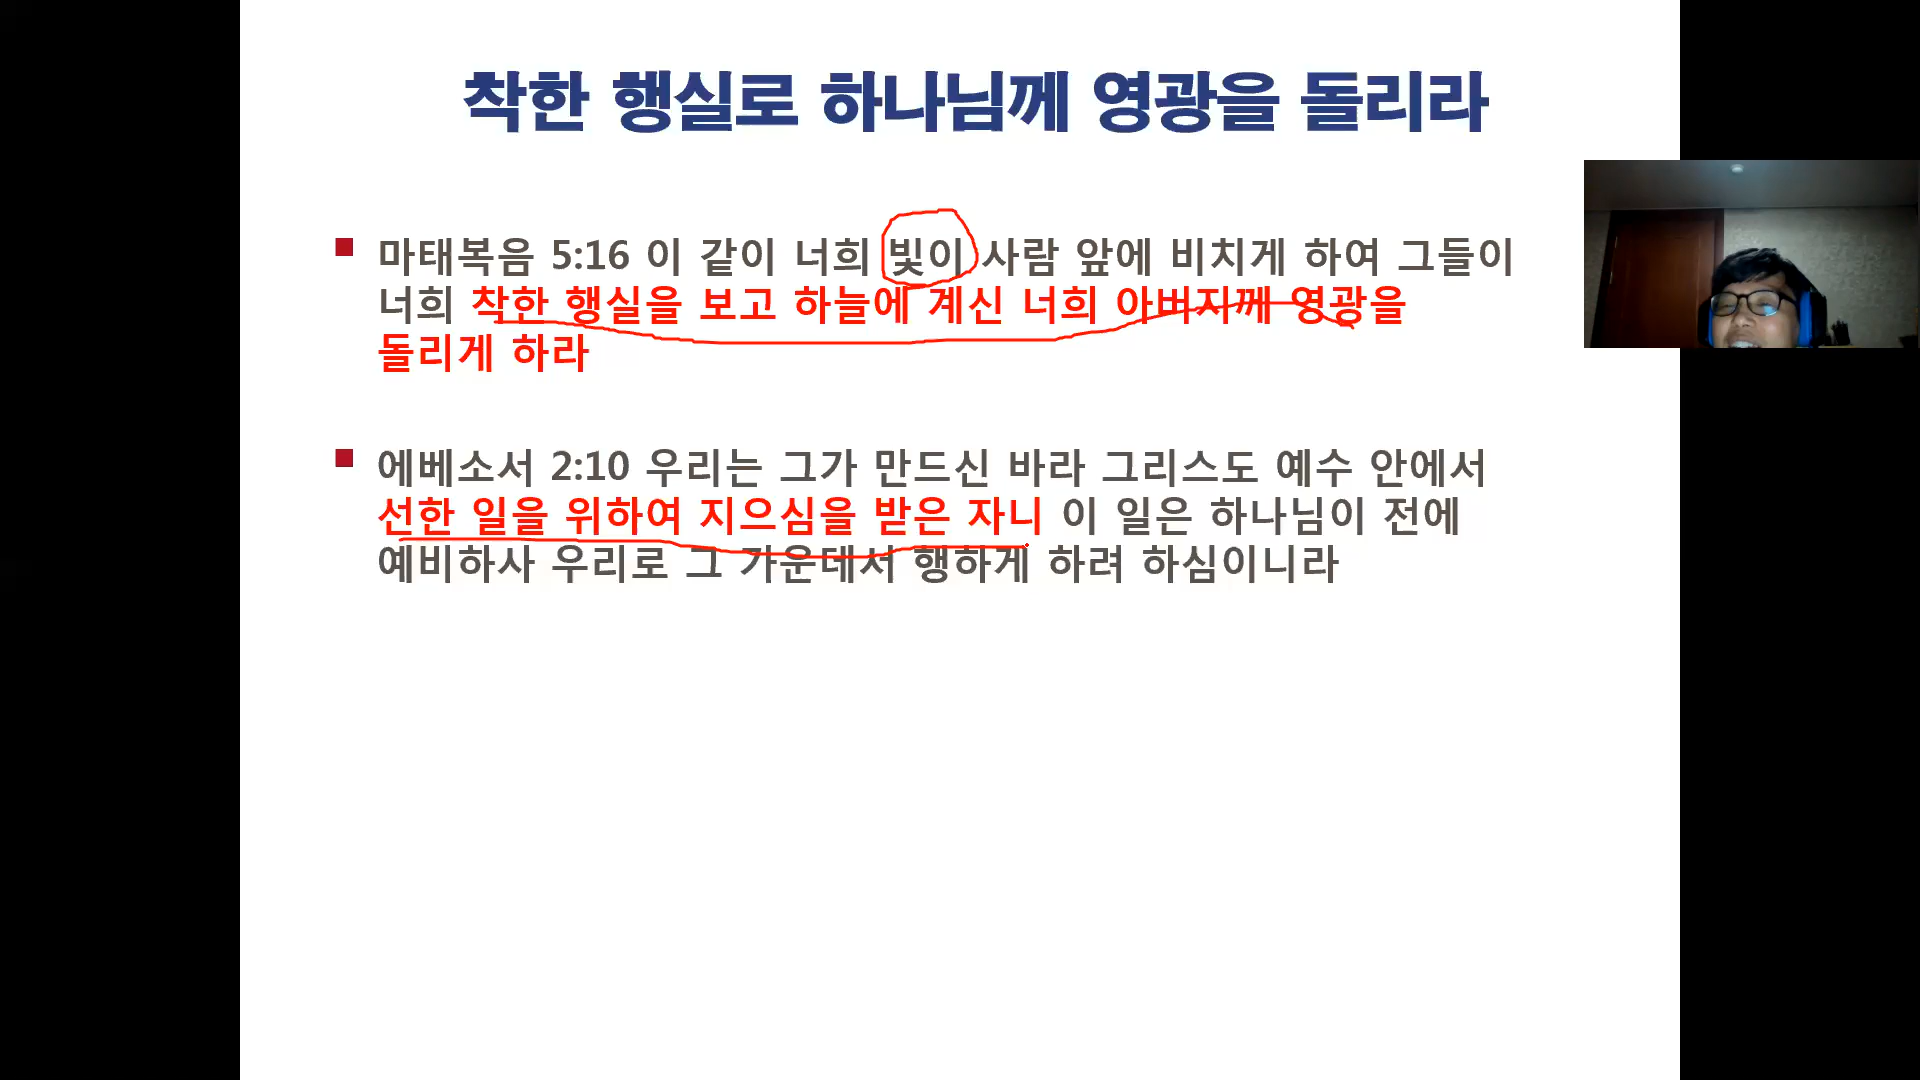 착한 행실로 하나님께 영광을 돌리라
마태복음 5:16 이 같이 너희 빛이 사람 앞에 비치게 하여 그들이
너희 착한 행실을 보고 하늘에 계신 너희 아버지께 영광을
돌리게 하라
에베소서 2:10 우리는 그가 만드신 바라 그리스도 예수 안에서
선한 일을 위하여 지으심을 받은 자니 이 일은 하나님이 전에
예비하사 우리로 그 가운데서 행하게 하려 하심이니라